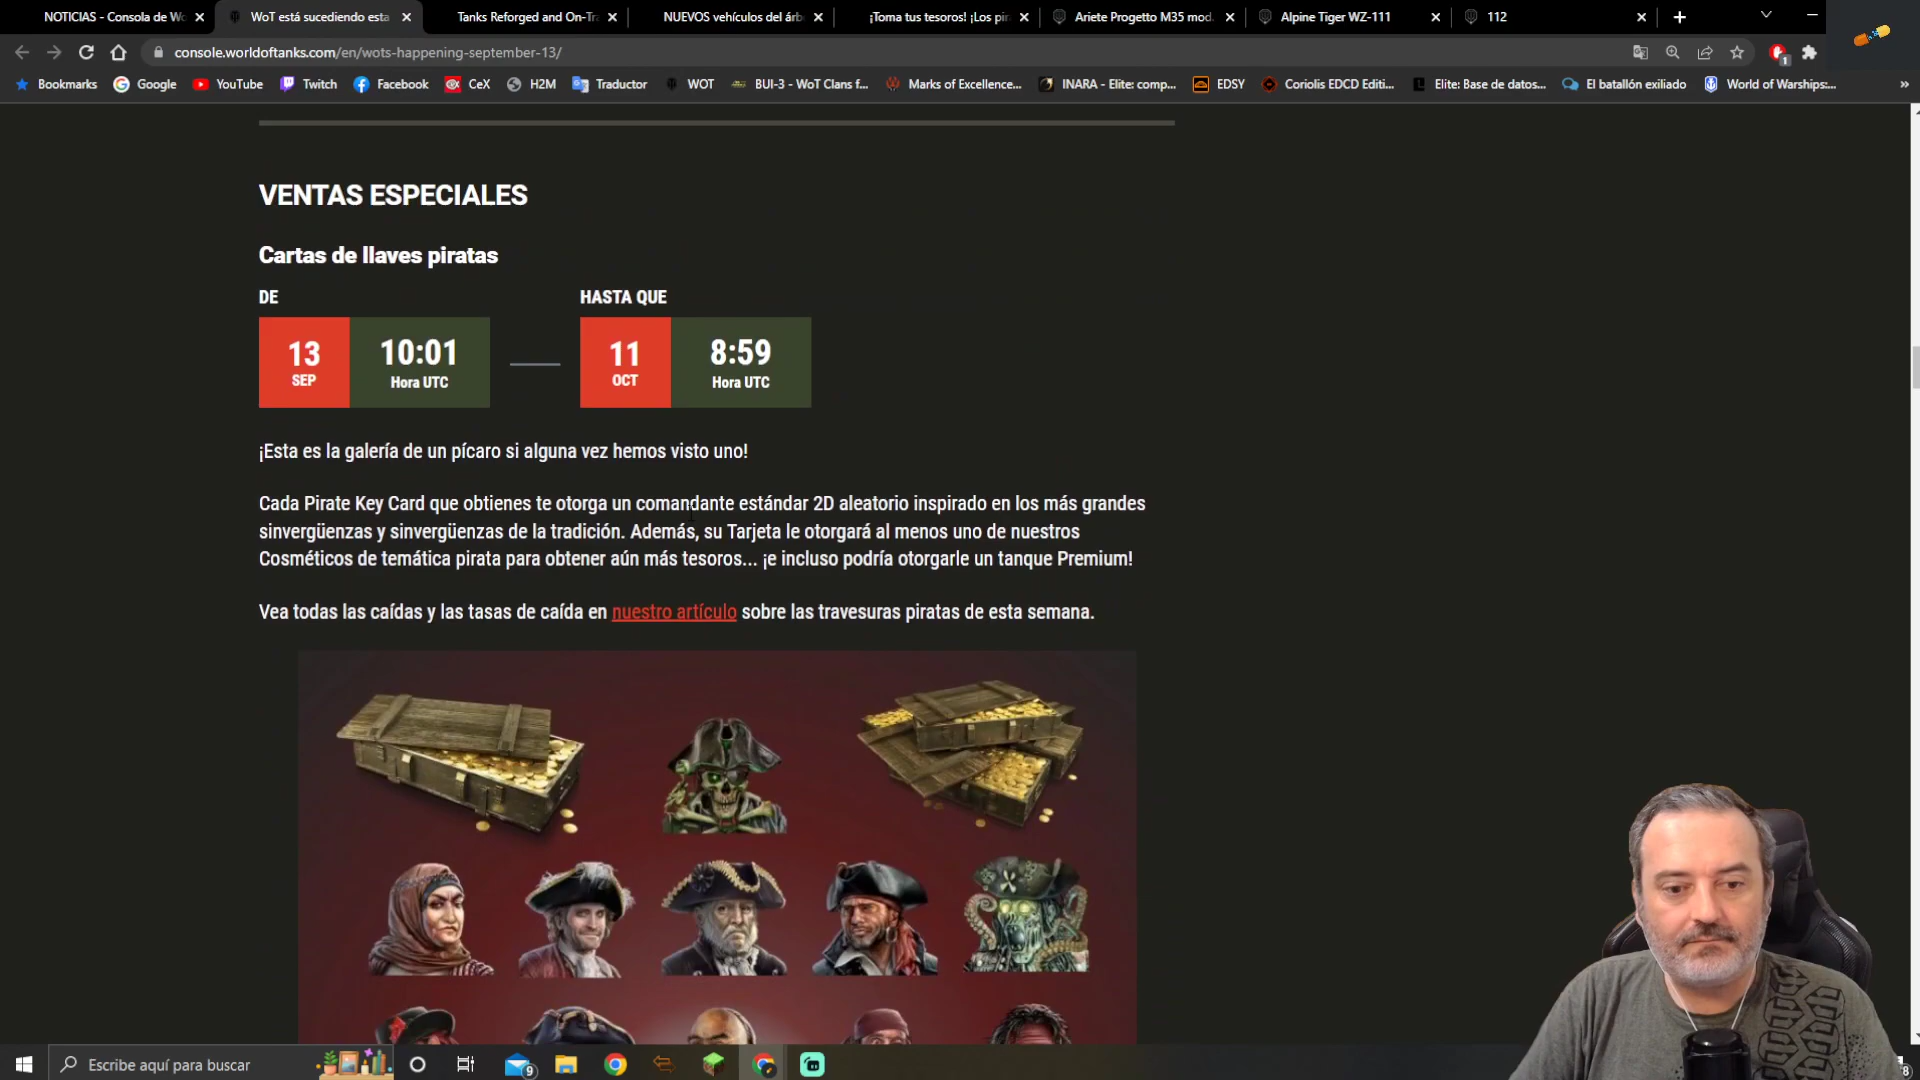 NOTICIAS - Consola de Wo
WoT está sucediendo esta
Tanks Reforged and On-Tra
NUEVOS vehículos del árb
¡Toma tus tesoros! ¡Los pir
Ariete Progetto M35 mod.
Alpine Tiger WZ-111
112
console.worldoftanks.com/en/wots-happening-september-13/
1
Bookmarks
Google
YouTube
Twitch
Facebook
CeX
H2M
Traductor
WOT
BUI-3 - WoT Clans f...
Marks of Excellence...
INARA - Elite: comp...
EDSY
Coriolis EDCD Editi...
Elite: Base de datos...
El batallón exiliado
World of Warships:...
»
VENTAS ESPECIALES
Cartas de llaves piratas
DE
HASTA QUE
13
SEP
10:01
Hora UTC
11
OCT
8:59
Hora UTC
¡Esta es la galería de un pícaro si alguna vez hemos visto uno!
Cada Pirate Key Card que obtienes te otorga un comandante estándar 2D aleatorio inspirado en los más grandes
sinvergüenzas y sinvergüenzas de la tradición. Además, su Tarjeta le otorgará al menos uno de nuestros
Cosméticos de temática pirata para obtener aún más tesoros... ¡e incluso podría otorgarle un tanque Premium!
Vea todas las caídas y las tasas de caída en nuestro artículo sobre las travesuras piratas de esta semana.
Escribe aquí para buscar
9
8